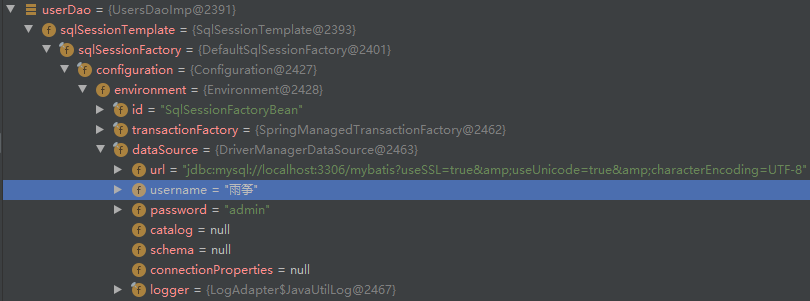 userDao = {UsersDaoImp@2391}
sqlSessionTemplate = {SqlSessionTemplate@2393}
sqlSessionFactory = {DefaultSqlSessionFactory@2401}
configuration = {Configuration@2427}
environment = {Environment@2428}
id = "SqlSessionFactoryBean"
transactionFactory = {SpringManagedTransactionFactory@2462}
dataSource = {DriverManagerDataSource@2463}
url = "jdbc:mysql://localhost:3306/mybatis?useSSL=true&amp;useUnicode=true&amp;characterEncoding=UTF-8"
username = "雨筝"
password = "admin"
catalog = null
schema = null
connectionProperties = null
logger = {LogAdapter$JavaUtilLog@2467}